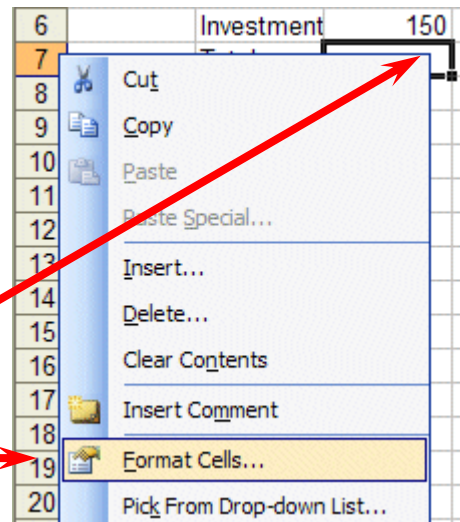 6 Investment 150
7
8 Cut
9 Copy
10 Paste
11
12 Paste Special...
13 Insert...
14
15 Delete...
16 Clear Contents
17 Insert Comment
18
19 Format Cells...
20 Pick From Drop-down List...